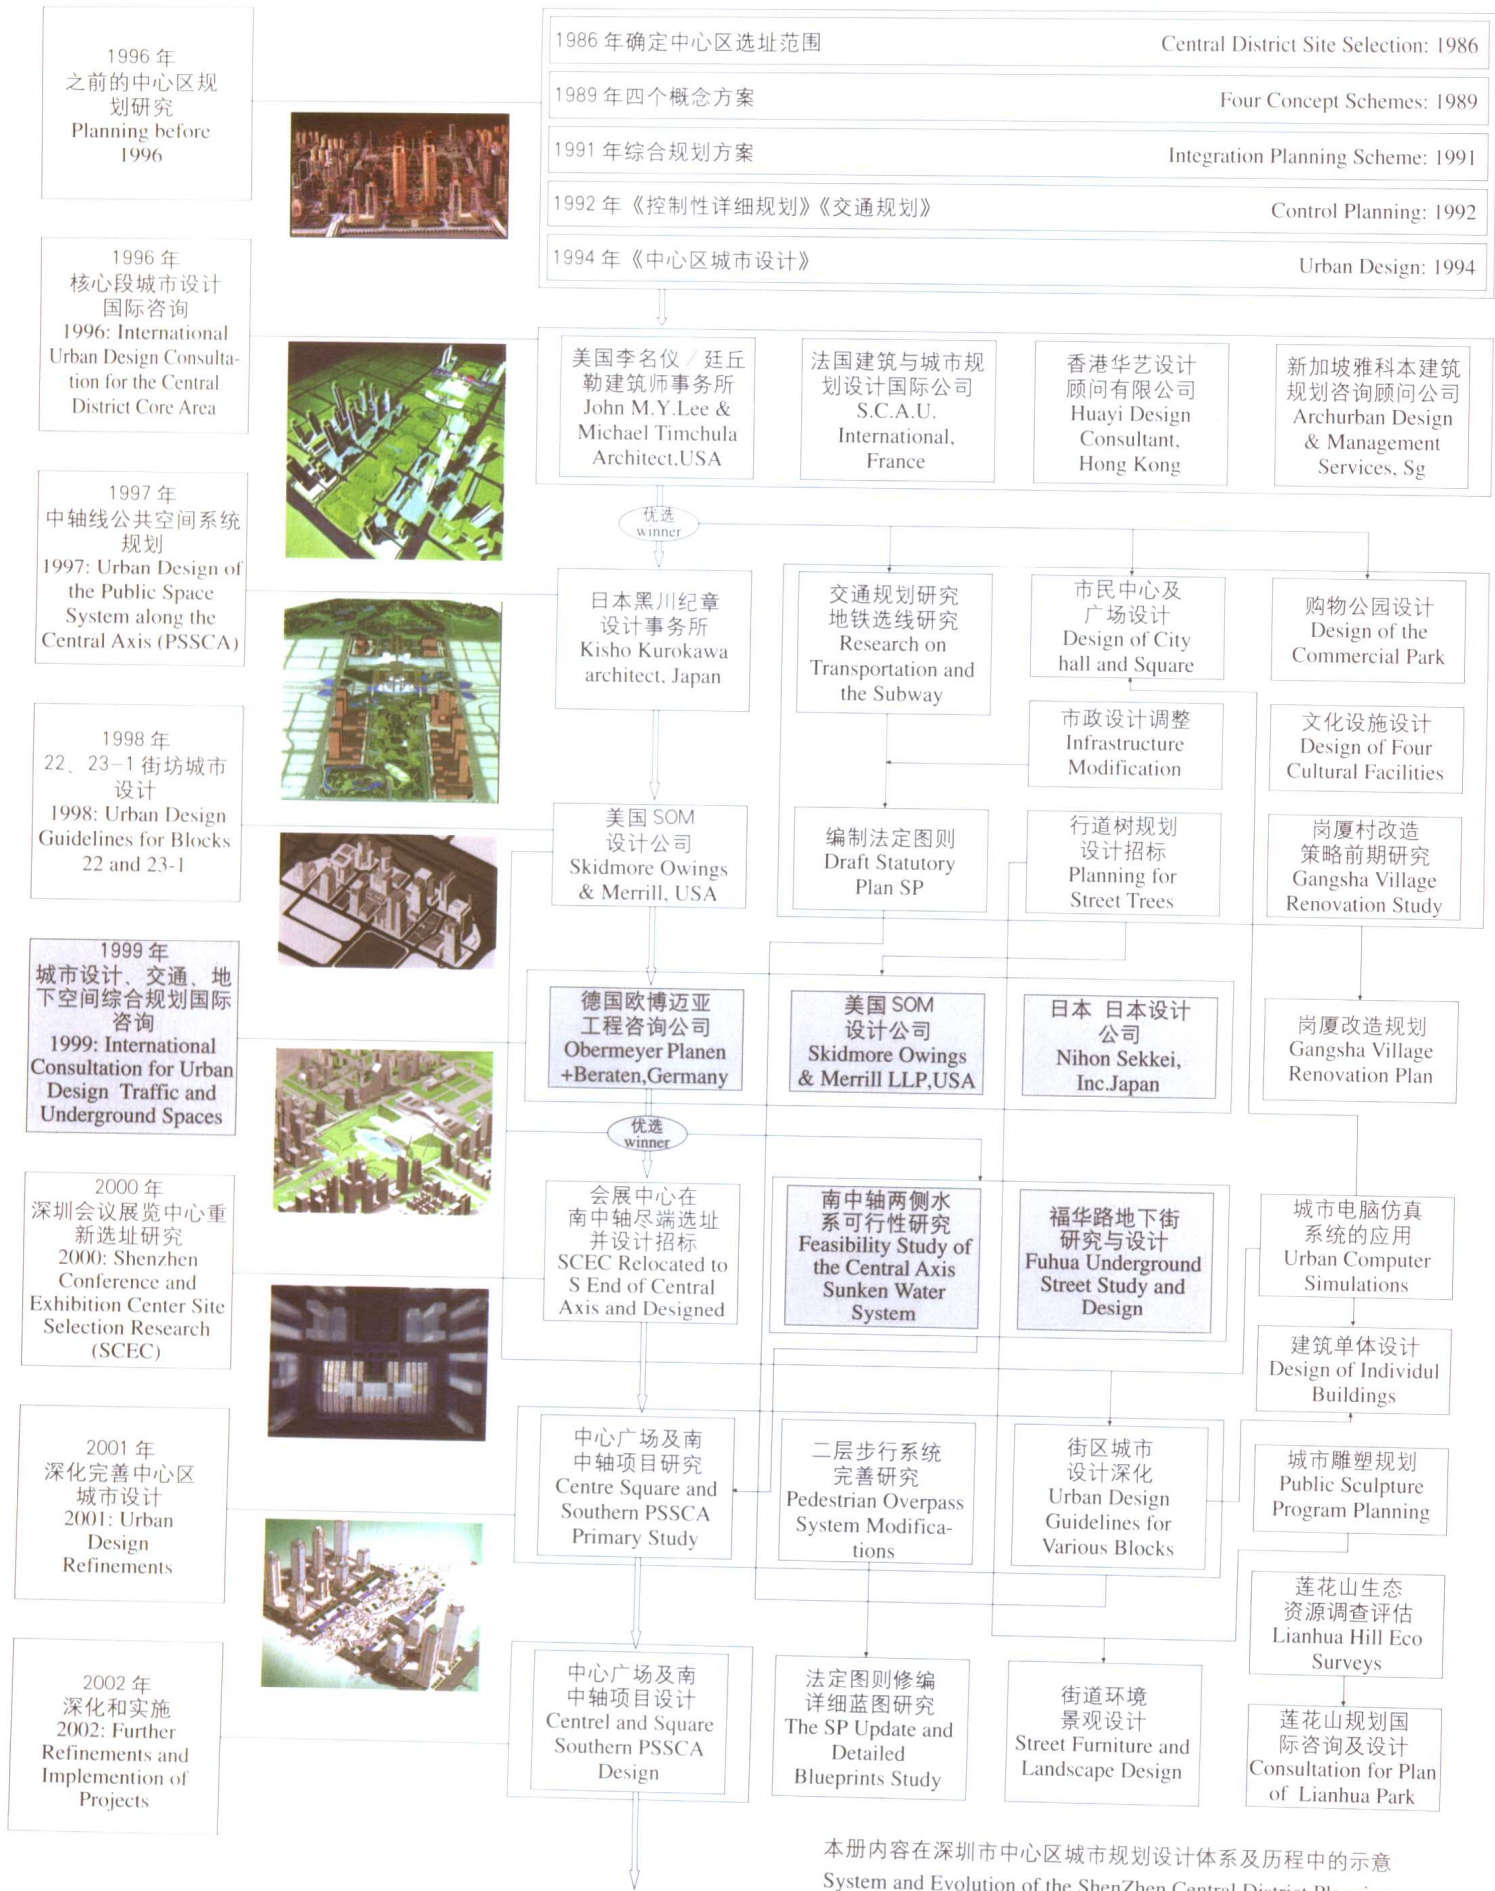 1996 年
之前的中心区规
划研究
Planning before
1996
1986 年确定中心区选址范围
Central District Site Selection: 1986
1989 年四个概念方案
Four Concept Schemes: 1989
1991 年综合规划方案
Integration Planning Scheme: 1991
1992 年《控制性详细规划》《交通规划》
Control Planning: 1992
1994 年《中心区城市设计》
Urban Design: 1994
1996 年
核心段城市设计
国际咨询
1996: International
Urban Design Consulta-
tion for the Central
District Core Area
美国李名仪／廷丘
勒建筑师事务所
John M.Y.Lee &
Michael Timchula
Architect,USA
法国建筑与城市规
划设计国际公司
S.C.A.U.
International,
France
香港华艺设计
顾问有限公司
Huayi Design
Consultant,
Hong Kong
新加坡雅科本建筑
规划咨询顾问公司
Archurban Design
& Management
Services, Sg
优选
winner
1997 年
中轴线公共空间系统
规划
1997: Urban Design of
the Public Space
System along the
Central Axis (PSSCA)
日本黑川纪章
设计事务所
Kisho Kurokawa
architect, Japan
交通规划研究
地铁选线研究
Research on
Transportation and
the Subway
市民中心及
广场设计
Design of City
hall and Square
购物公园设计
Design of the
Commercial Park
市政设计调整
Infrastructure
Modification
文化设施设计
Design of Four
Cultural Facilities
1998 年
22、23-1 街坊城市
设计
1998: Urban Design
Guidelines for Blocks
22 and 23-1
美国 SOM
设计公司
Skidmore Owings
& Merrill, USA
编制法定图则
Draft Statutory
Plan SP
行道树规划
设计招标
Planning for
Street Trees
岗厦村改造
策略前期研究
Gangsha Village
Renovation Study
1999 年
城市设计、交通、地
下空间综合规划国际
咨询
1999: International
Consultation for Urban
Design Traffic and
Underground Spaces
德国欧博迈亚
工程咨询公司
Obermeyer Planen
+Beraten,Germany
美国 SOM
设计公司
Skidmore Owings
& Merrill LLP,USA
日本 日本设计
公司
Nihon Sekkei,
Inc.Japan
岗厦改造规划
Gangsha Village
Renovation Plan
优选
winner
2000 年
深圳会议展览中心重
新选址研究
2000: Shenzhen
Conference and
Exhibition Center Site
Selection Research
(SCEC)
会展中心在
南中轴尽端选址
并设计招标
SCEC Relocated to
S End of Central
Axis and Designed
南中轴两侧水
系可行性研究
Feasibility Study of
the Central Axis
Sunken Water
System
福华路地下街
研究与设计
Fuhua Underground
Street Study and
Design
城市电脑仿真
系统的应用
Urban Computer
Simulations
建筑单体设计
Design of Individul
Buildings
2001 年
深化完善中心区
城市设计
2001: Urban
Design
Refinements
中心广场及南
中轴项目研究
Centre Square and
Southern PSSCA
Primary Study
二层步行系统
完善研究
Pedestrian Overpass
System Modifica-
tions
街区城市
设计深化
Urban Design
Guidelines for
Various Blocks
城市雕塑规划
Public Sculpture
Program Planning
莲花山生态
资源调查评估
Lianhua Hill Eco
Surveys
2002 年
深化和实施
2002: Further
Refinements and
Implemention of
Projects
中心广场及南
中轴项目设计
Centrel and Square
Southern PSSCA
Design
法定图则修编
详细蓝图研究
The SP Update and
Detailed
Blueprints Study
街道环境
景观设计
Street Furniture and
Landscape Design
莲花山规划国
际咨询及设计
Consultation for Plan
of Lianhua Park
本册内容在深圳市中心区城市规划设计体系及历程中的示意
System and Evolution of the ShenZhen Central District Planning